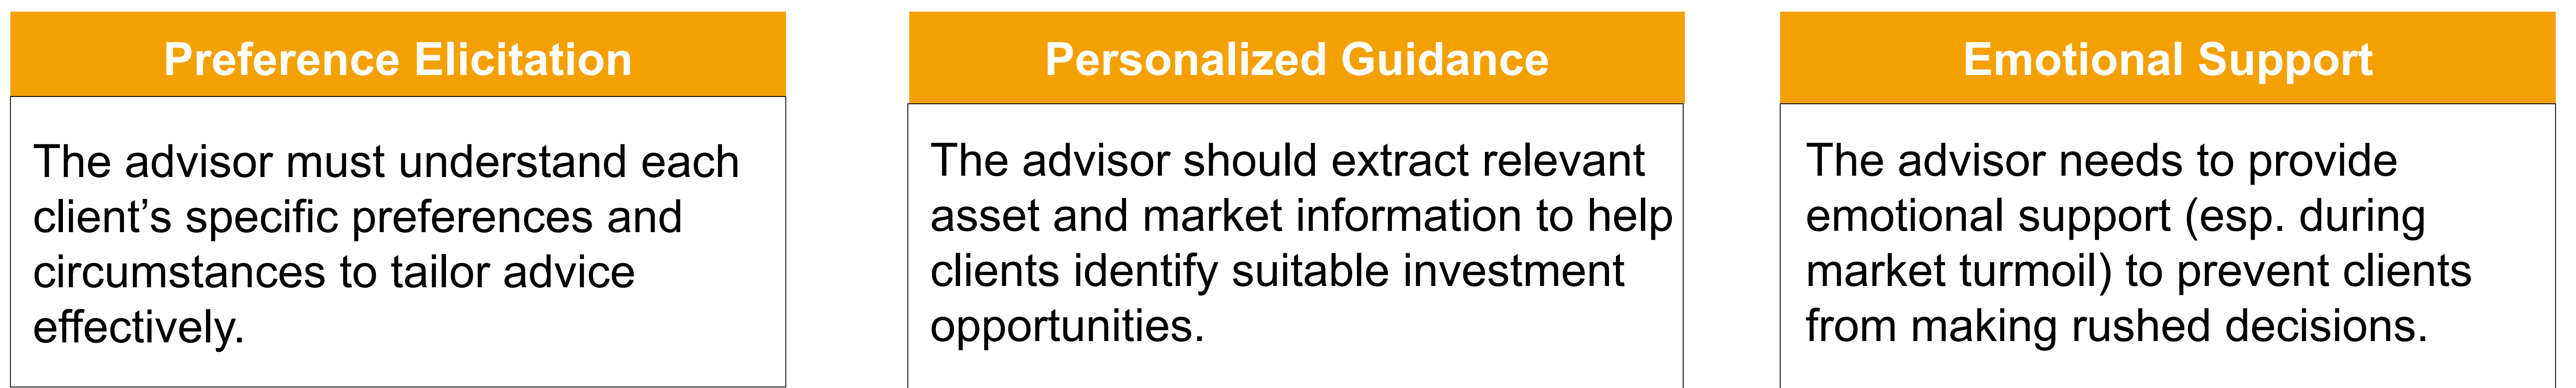 Preference Elicitation
The advisor must understand each
client’s specific preferences and
circumstances to tailor advice
effectively.
Personalized Guidance
The advisor should extract relevant
asset and market information to help
clients identify suitable investment
opportunities.
Emotional Support
The advisor needs to provide
emotional support (esp. during
market turmoil) to prevent clients
from making rushed decisions.